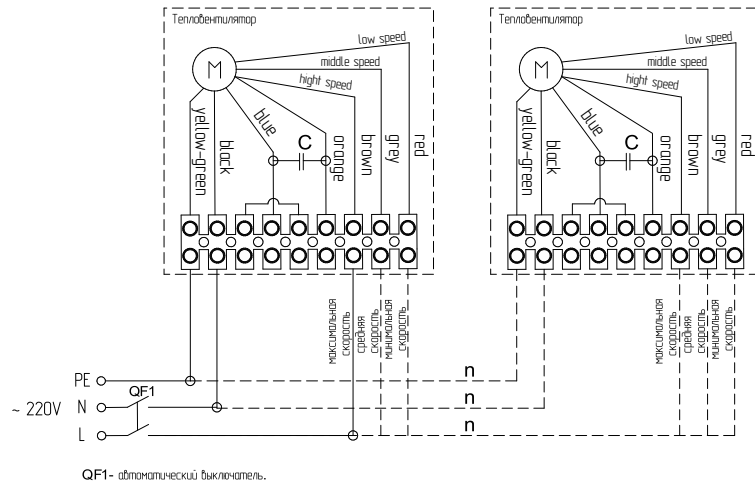 Тепловентилятор
Тепловентилятор
low speed
middle speed
hight speed
M
yellow-green
black
blue
C
orange
brown
grey
red
low speed
middle speed
hight speed
M
yellow-green
black
blue
C
orange
brown
grey
red
максимальная
скорость
средняя
скорость
минимальная
скорость
максимальная
скорость
средняя
скорость
минимальная
скорость
PE
n
~ 220V
N
QF1
n
L
n
QF1- автоматический выключатель.